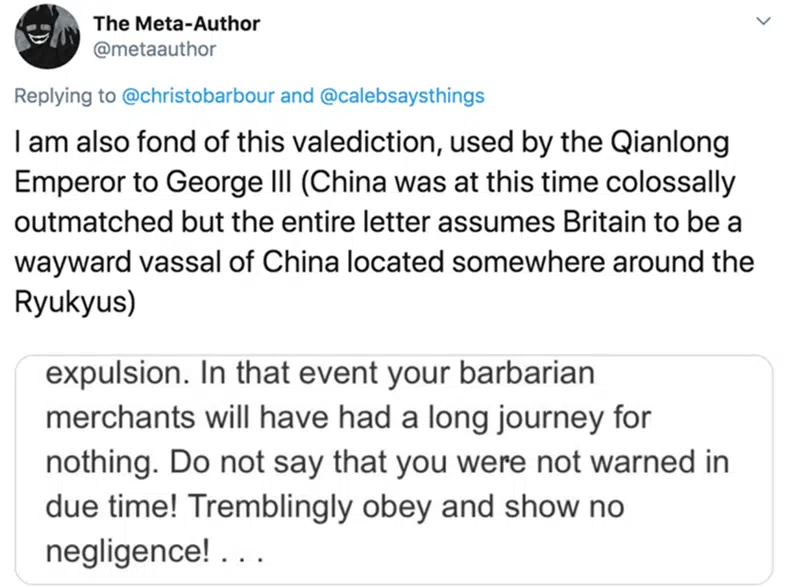 The Meta-Author
@metaauthor
Replying to @christobarbour and @calebsaysthings
I am also fond of this valediction, used by the Qianlong
Emperor to George III (China was at this time colossally
outmatched but the entire letter assumes Britain to be a
wayward vassal of China located somewhere around the
Ryukyus)
expulsion. In that event your barbarian
merchants will have had a long journey for
nothing. Do not say that you were not warned in
due time! Tremblingly obey and show no
negligence! . . .